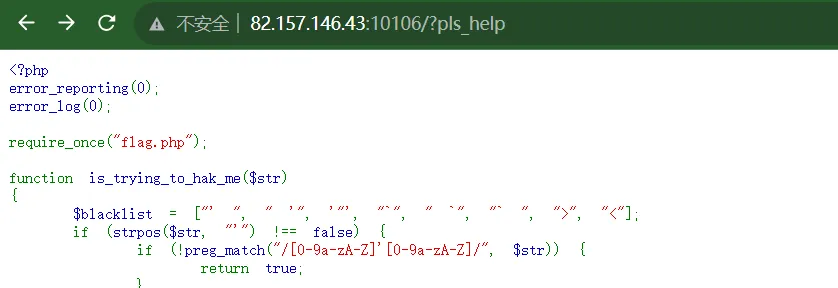 不安全 82.157.146.43:10106/?pls_help
<?php
error_reporting(0);
error_log(0);
require_once("flag.php");
function is_trying_to_hak_me($str)
{
$blacklist = ["' ", " '", '"', "`", " `", "` ", ">", "<"];
if (strpos($str, "'") !== false) {
if (!preg_match("/[0-9a-zA-Z]'[0-9a-zA-Z]/", $str)) {
return true;
}